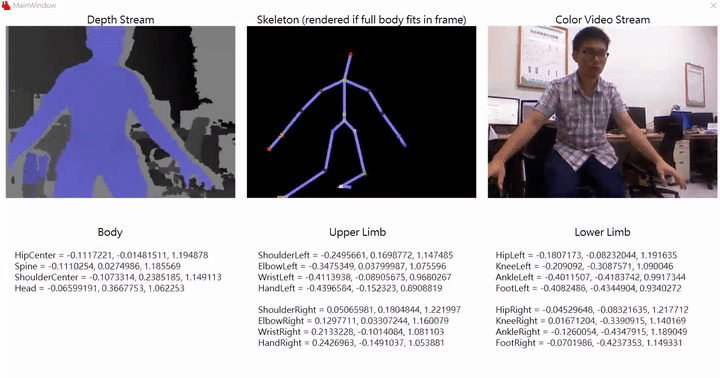 MainWindow
Depth Stream
Skeleton (rendered if full body fits in frame)
Color Video Stream
Body
HipCenter = -0.1117221, -0.01481511, 1.194878
Spine = -0.1110254, 0.0274986, 1.185569
ShoulderCenter = -0.1073314, 0.2385185, 1.149113
Head = -0.06599191, 0.3667753, 1.062253
Upper Limb
ShoulderLeft = -0.2495661, 0.1698772, 1.147485
ElbowLeft = -0.3475349, 0.03799987, 1.075596
WristLeft = -0.4113938, -0.08905675, 0.9680267
HandLeft = -0.4396584, -0.152323, 0.8908819
ShoulderRight = 0.05065981, 0.1804844, 1.221997
ElbowRight = 0.1297711, 0.03307244, 1.160079
WristRight = 0.2133228, -0.1014084, 1.081103
HandRight = 0.2426963, -0.1491037, 1.053881
Lower Limb
HipLeft = -0.1807173, -0.08232044, 1.191635
KneeLeft = -0.209092, -0.3087571, 1.090046
AnkleLeft = -0.4011507, -0.4183742, 0.9917344
FootLeft = -0.4082486, -0.4344904, 0.9340272
HipRight = -0.04529648, -0.08321635, 1.217712
KneeRight = 0.01671204, -0.3390915, 1.140169
AnkleRight = -0.1260054, -0.4347915, 1.189049
FootRight = -0.0701986, -0.4237353, 1.149331